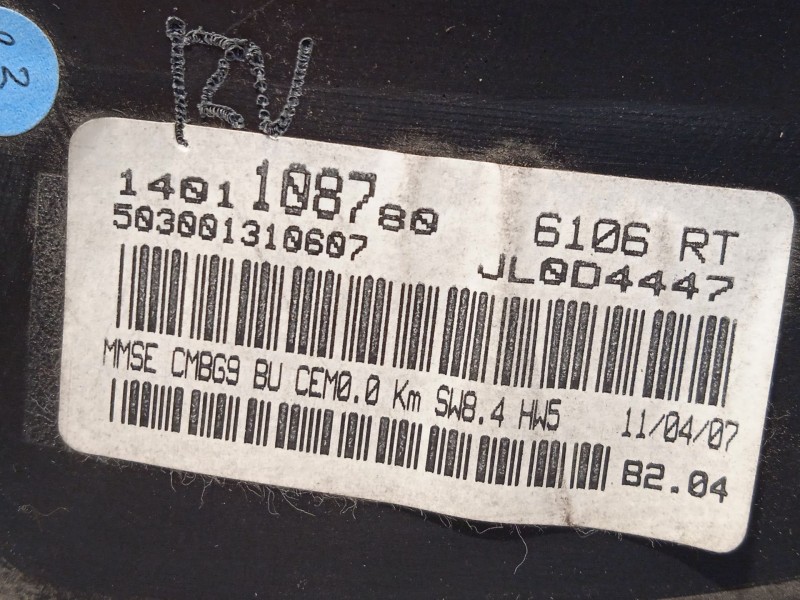 1401108780 6106 RT
503001310607 JL0D4447
MMSE CMBG9 BU CEM0.0 Km SW8.4 HW5 11/04/07
B2.04